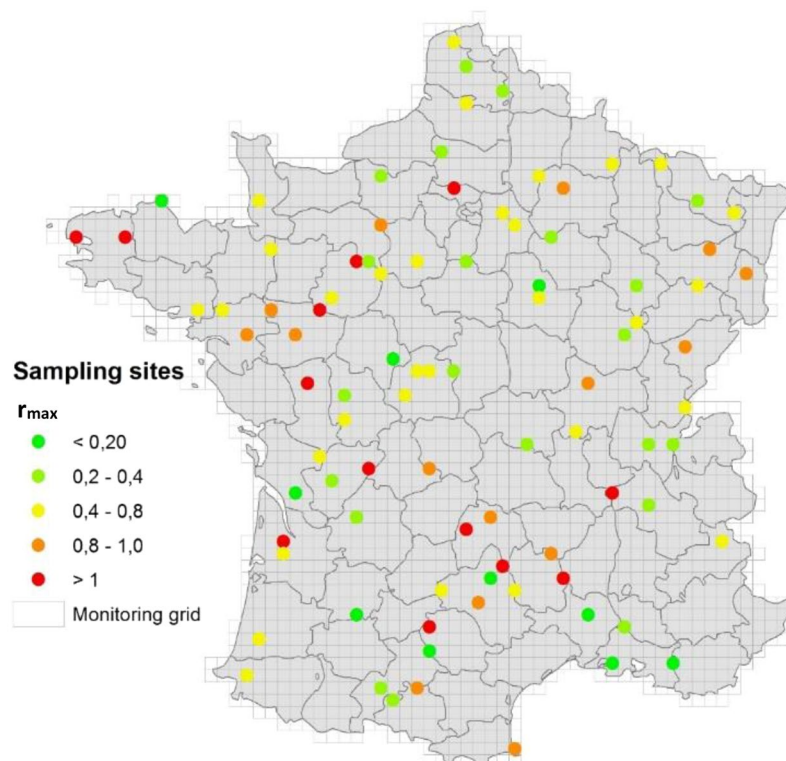 Sampling sites
rmax
< 0,20
0,2 - 0,4
0,4 - 0,8
0,8 - 1,0
> 1
Monitoring grid